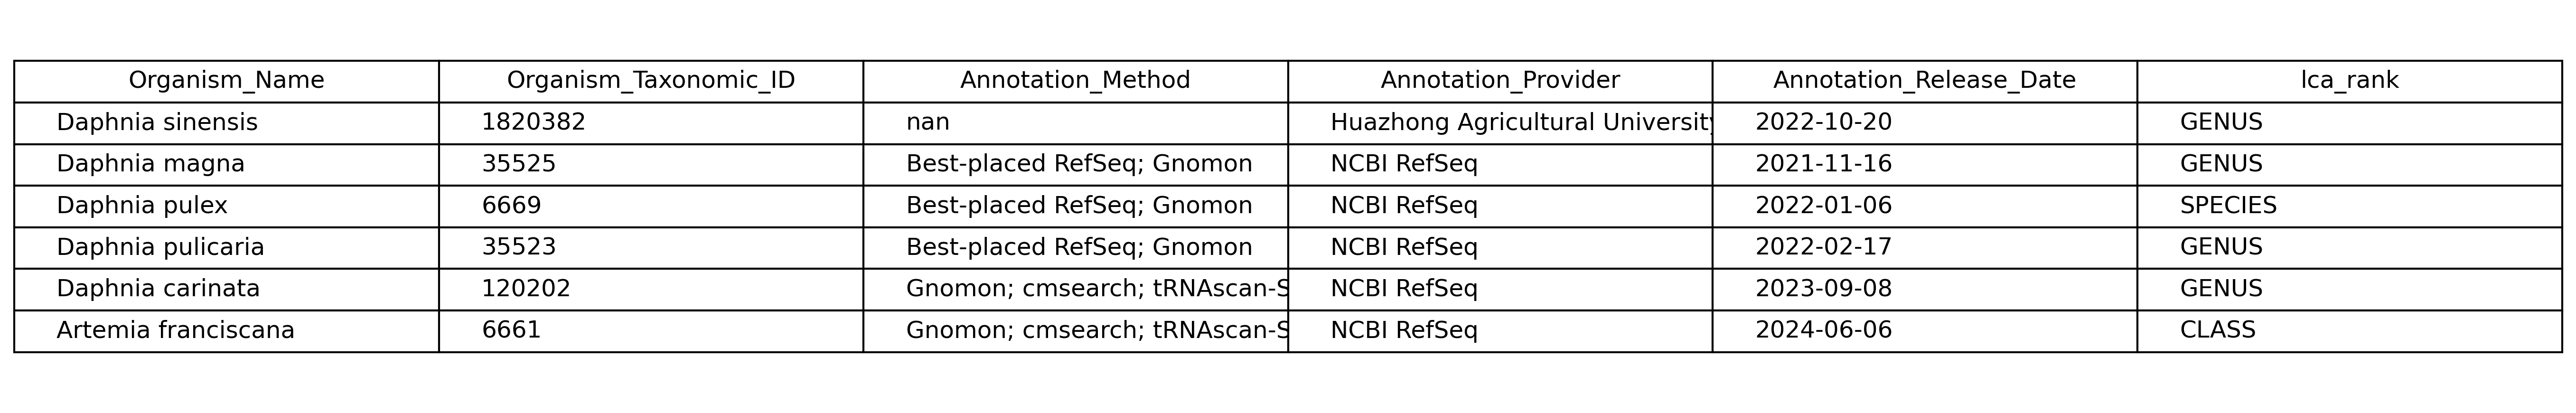 Organism_Name Organism_Taxonomic_ID Annotation_Method Annotation_Provider Annotation_Release_Date lca_rank
Daphnia sinensis 1820382 nan Huazhong Agricultural University 2022-10-20 GENUS
Daphnia magna 35525 Best-placed RefSeq; Gnomon NCBI RefSeq 2021-11-16 GENUS
Daphnia pulex 6669 Best-placed RefSeq; Gnomon NCBI RefSeq 2022-01-06 SPECIES
Daphnia pulicaria 35523 Best-placed RefSeq; Gnomon NCBI RefSeq 2022-02-17 GENUS
Daphnia carinata 120202 Gnomon; cmsearch; tRNAscan-S NCBI RefSeq 2023-09-08 GENUS
Artemia franciscana 6661 Gnomon; cmsearch; tRNAscan-S NCBI RefSeq 2024-06-06 CLASS